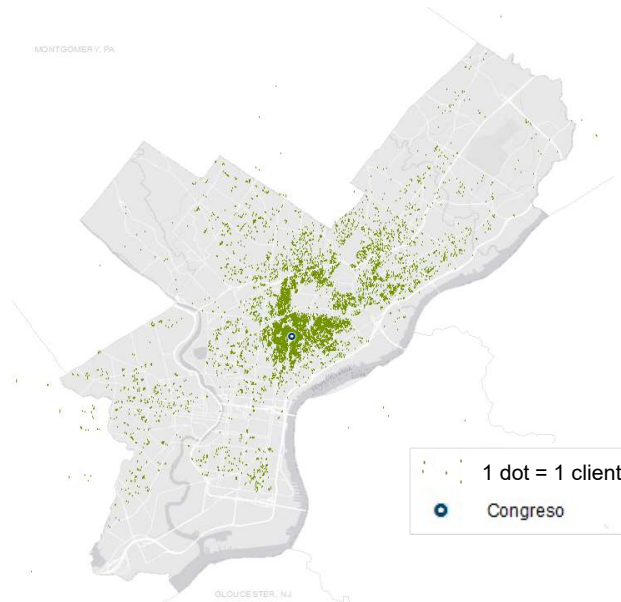 MONTGOMERY, PA
1 dot = 1 client
Congreso
GLOUCESTER, NJ